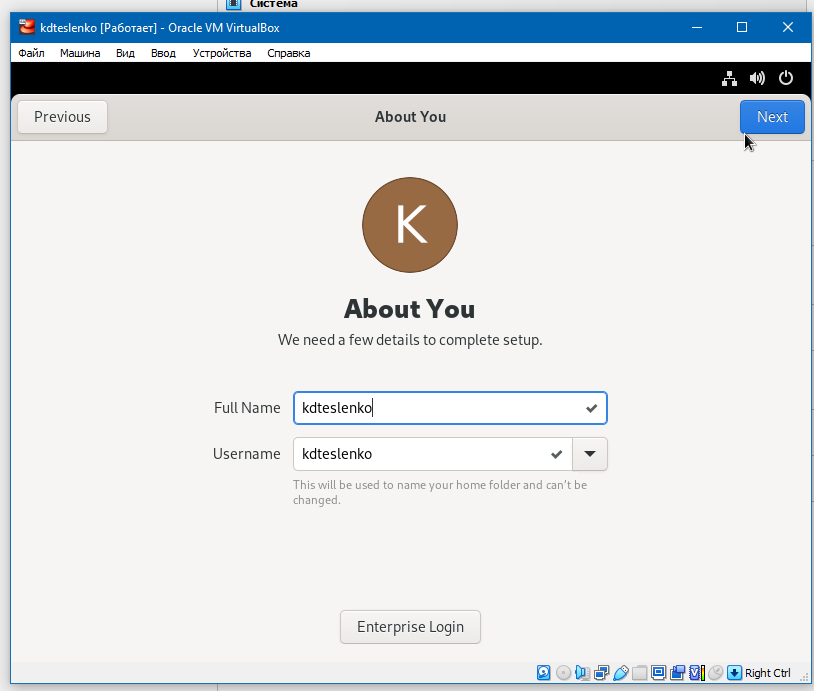 Система
kdteslenko [Работает] - Oracle VM VirtualBox
Файл Машина Вид Ввод Устройства Справка
Previous About You Next
K
About You
We need a few details to complete setup.
Full Name kdteslenko
Username kdteslenko
This will be used to name your home folder and can't be
changed.
Enterprise Login
Right Ctrl